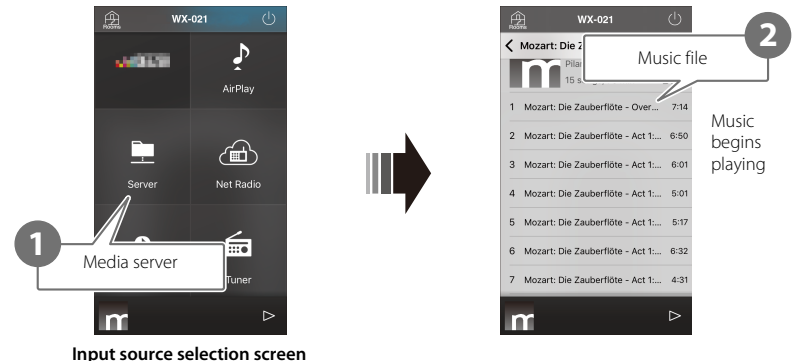 Rooms
WX-021
AirPlay
Server
Net Radio
1
Media server
Tuner
m
Input source selection screen
Rooms
WX-021
2
Mozart: Die Z
Music file
m
15 s
1 Mozart: Die Zauberflöte - Over... 7:14
2 Mozart: Die Zauberflöte - Act 1:... 6:50
3 Mozart: Die Zauberflöte - Act 1:... 6:01
4 Mozart: Die Zauberflöte - Act 1:... 5:01
5 Mozart: Die Zauberflöte - Act 1:... 5:17
6 Mozart: Die Zauberflöte - Act 1:... 6:32
7 Mozart: Die Zauberflöte - Act 1:... 4:31
m
Music
begins
playing